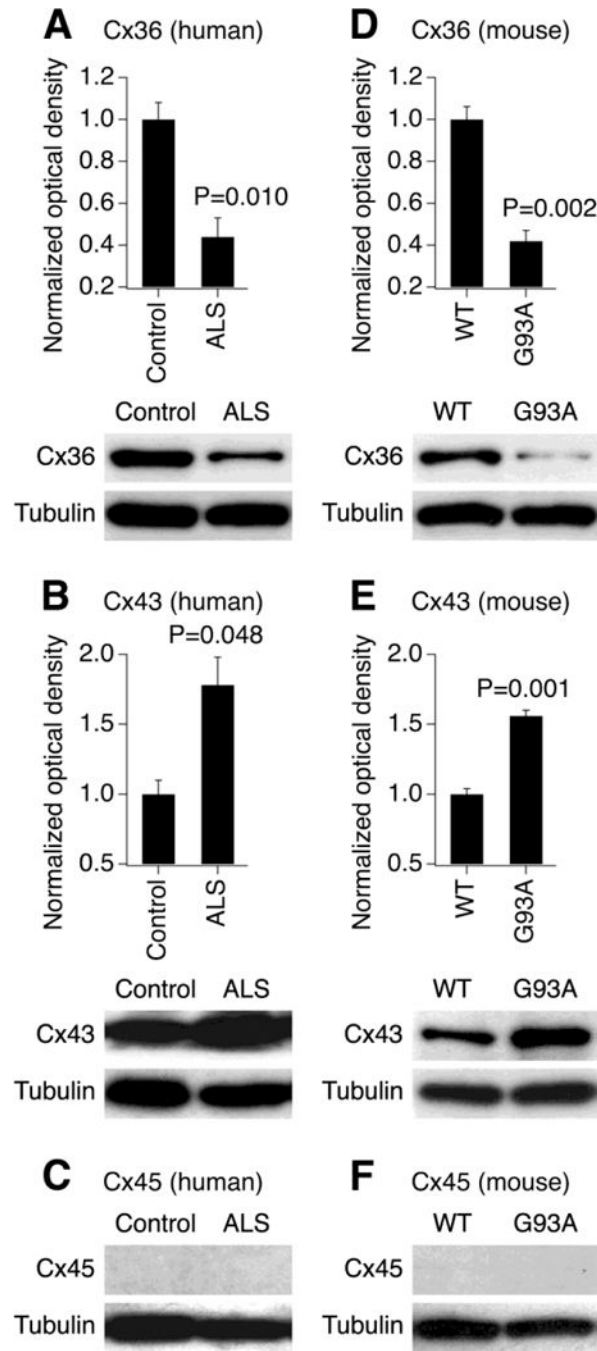 A Cx36 (human)
Normalized optical density
1.2
1.0
0.8
0.6
0.4
0.2
P=0.010
Control
ALS
Control ALS
Cx36
Tubulin
D Cx36 (mouse)
Normalized optical density
1.2
1.0
0.8
0.6
0.4
0.2
P=0.002
WT
G93A
WT G93A
Cx36
Tubulin
B Cx43 (human)
Normalized optical density
2.0
1.5
1.0
0.5
P=0.048
Control
ALS
Control ALS
Cx43
Tubulin
E Cx43 (mouse)
Normalized optical density
2.0
1.5
1.0
0.5
P=0.001
WT
G93A
WT G93A
Cx43
Tubulin
C Cx45 (human)
Control ALS
Cx45
Tubulin
F Cx45 (mouse)
WT G93A
Cx45
Tubulin